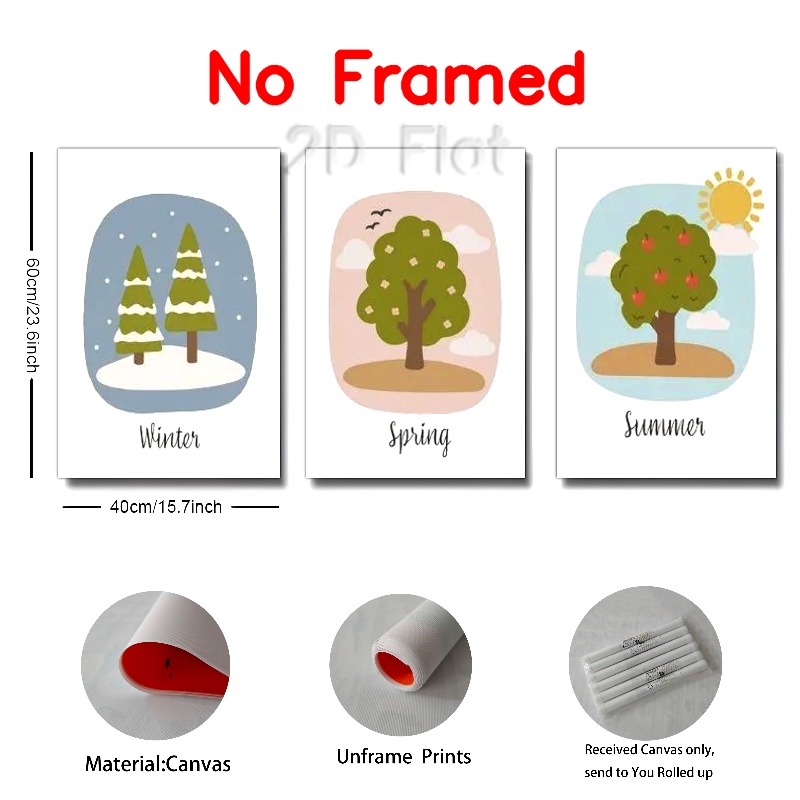 No Framed
2D Flat
60cm/23.6inch
Winter
Spring
Summer
40cm/15.7inch
Material:Canvas
Unframe Prints
Received Canvas only,
send to You Rolled up